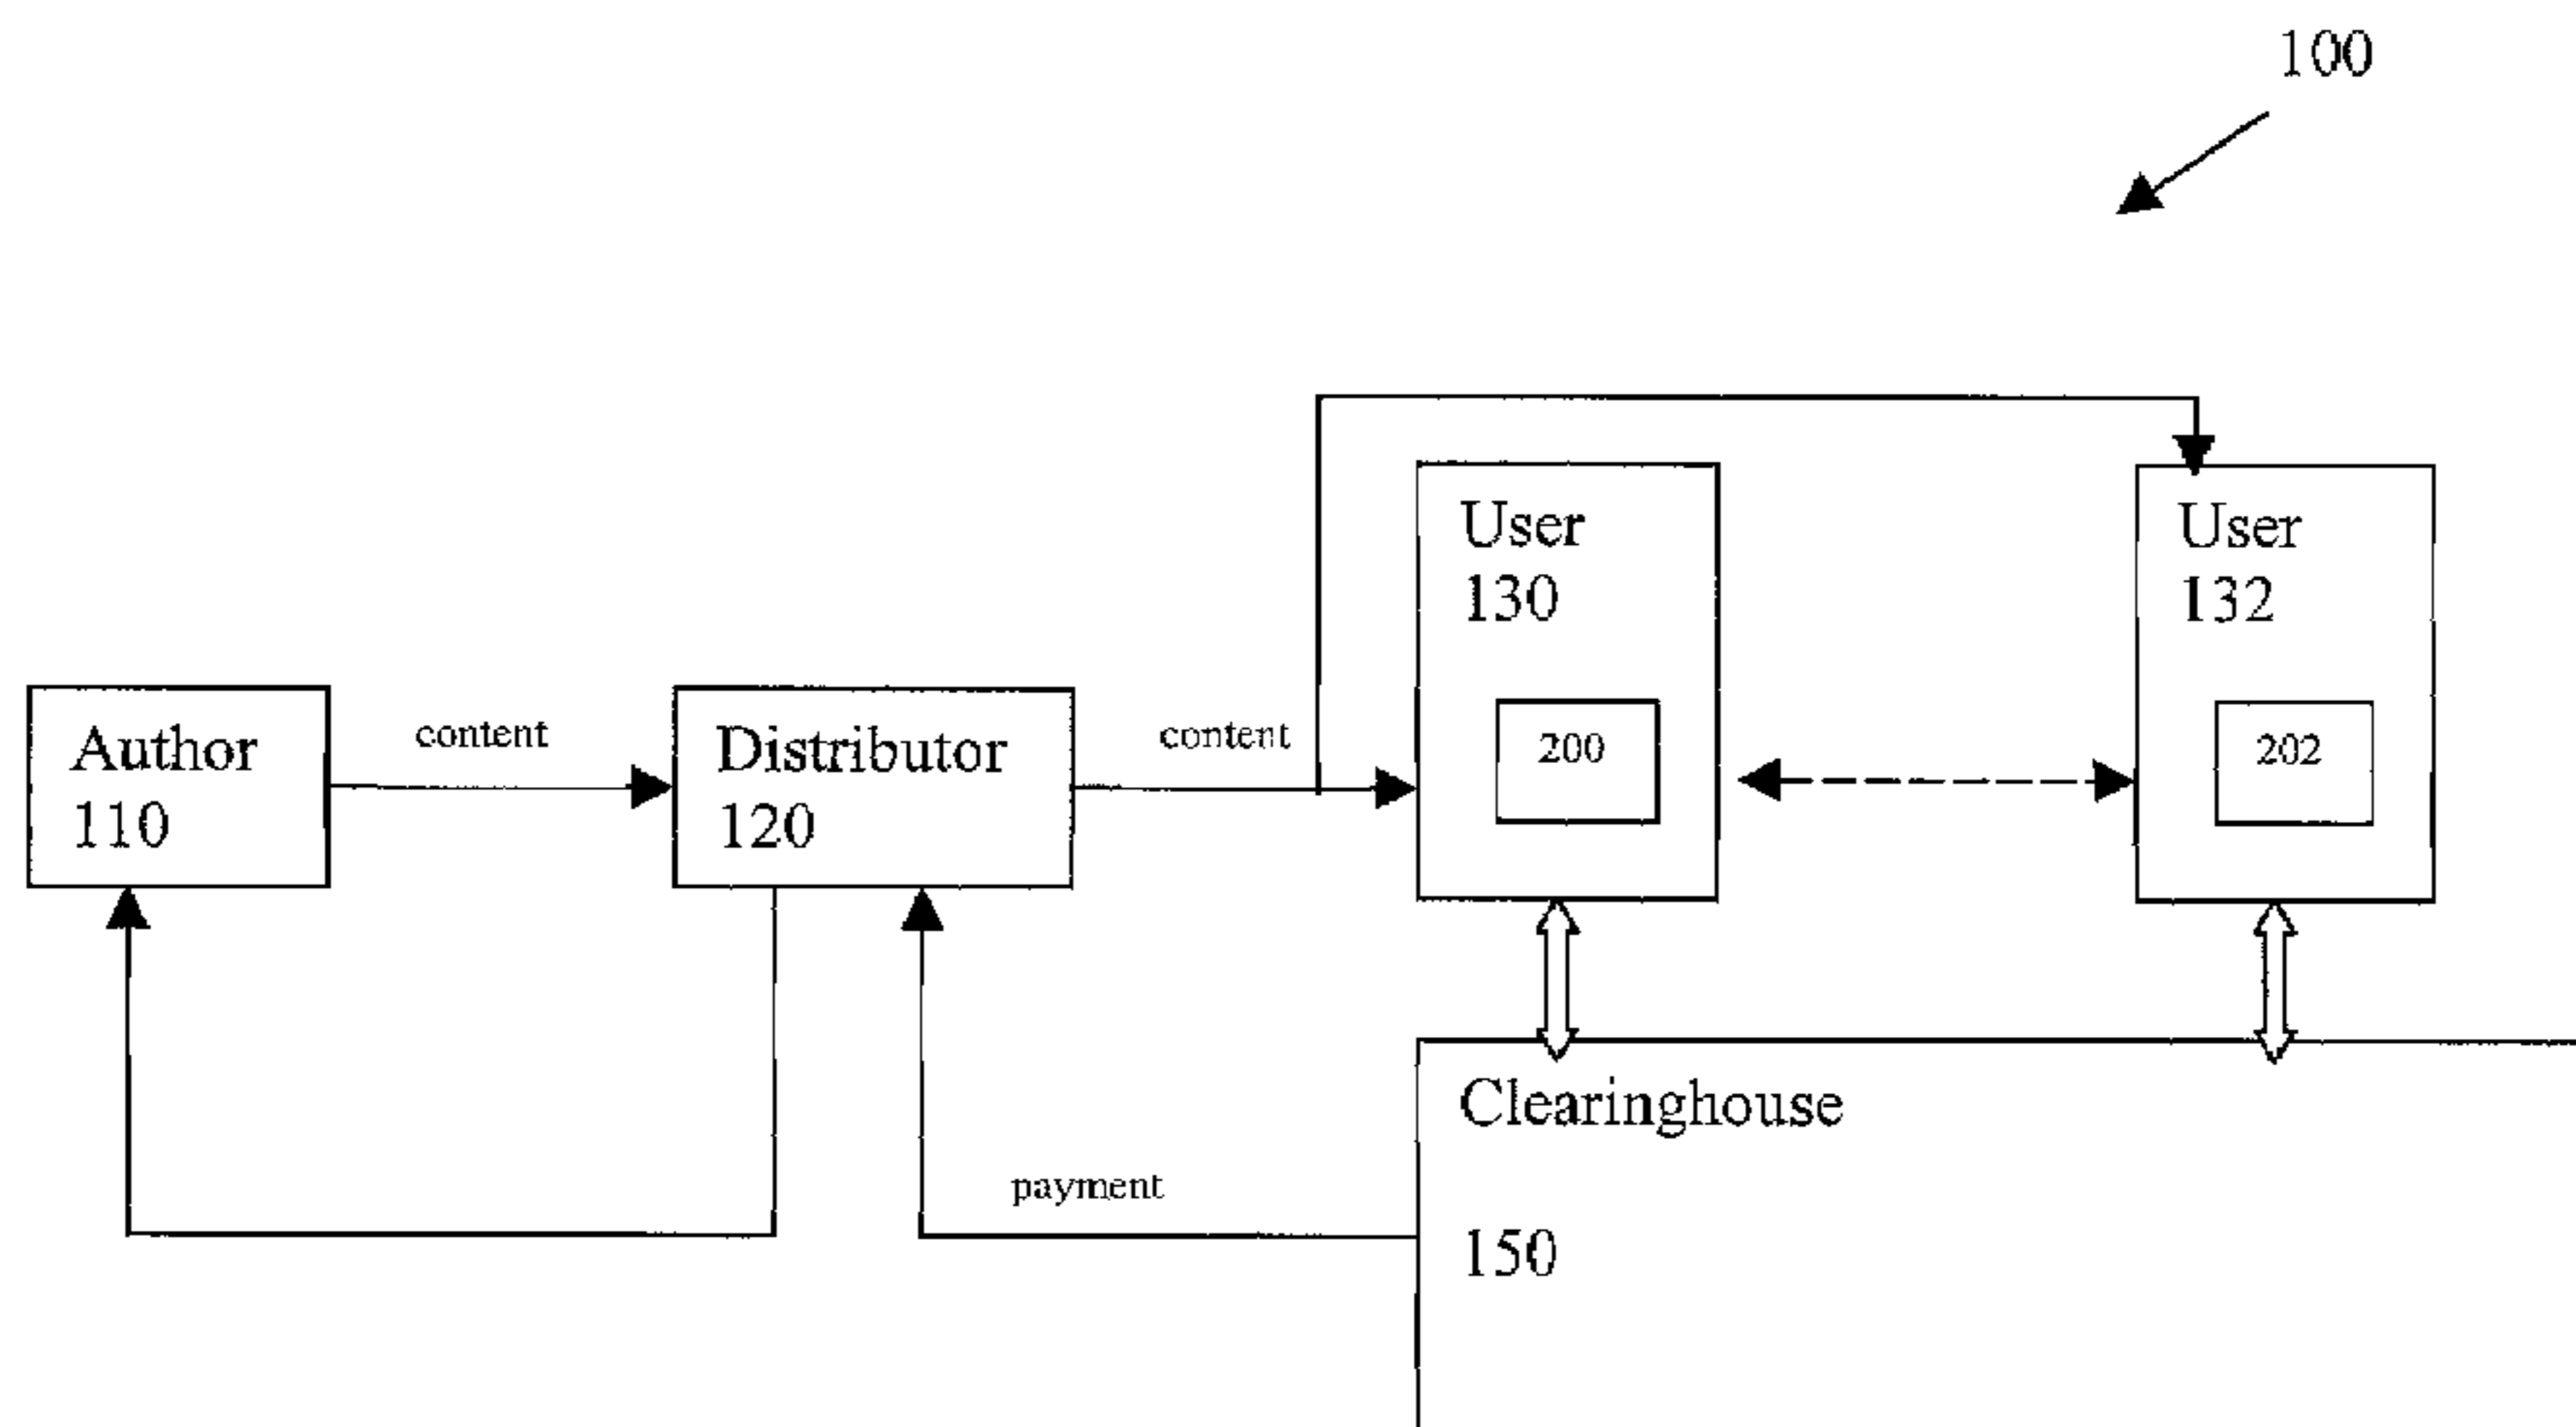 100
User
130
User
132
Author
110
content
Distributor
120
content
200
202
Clearinghouse
payment
150